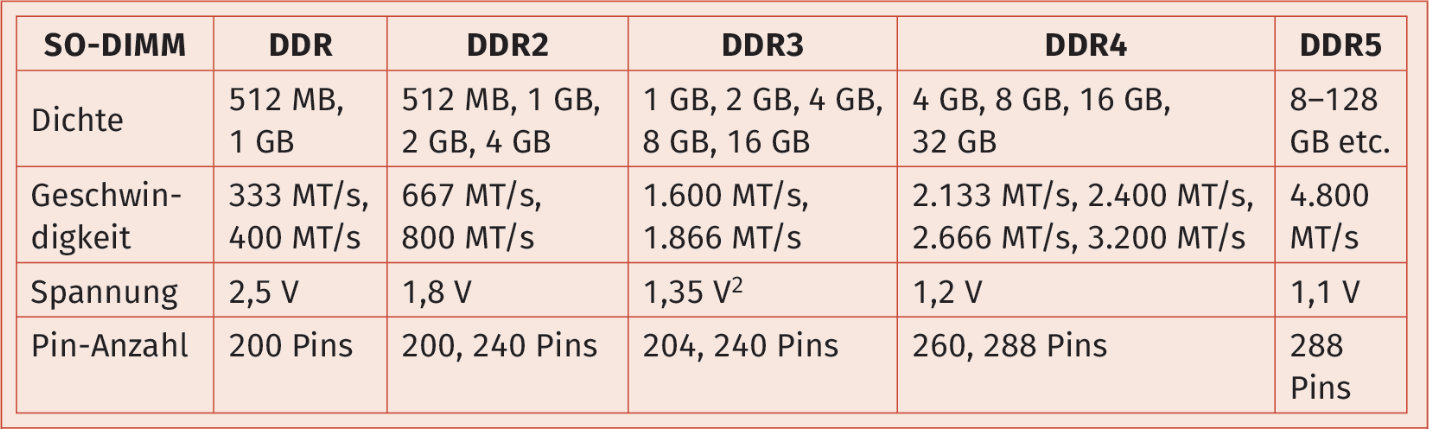 SO-DIMM DDR DDR2 DDR3 DDR4 DDR5
Dichte
512 MB,
1 GB
512 MB, 1 GB,
2 GB, 4 GB
1 GB, 2 GB, 4 GB,
8 GB, 16 GB
4 GB, 8 GB, 16 GB,
32 GB
8–128
GB etc.
Geschwin-
digkeit
333 MT/s,
400 MT/s
667 MT/s,
800 MT/s
1.600 MT/s,
1.866 MT/s
2.133 MT/s, 2.400 MT/s,
2.666 MT/s, 3.200 MT/s
4.800
MT/s
Spannung 2,5 V 1,8 V 1,35 V² 1,2 V 1,1 V
Pin-Anzahl 200 Pins 200, 240 Pins 204, 240 Pins 260, 288 Pins 288
Pins